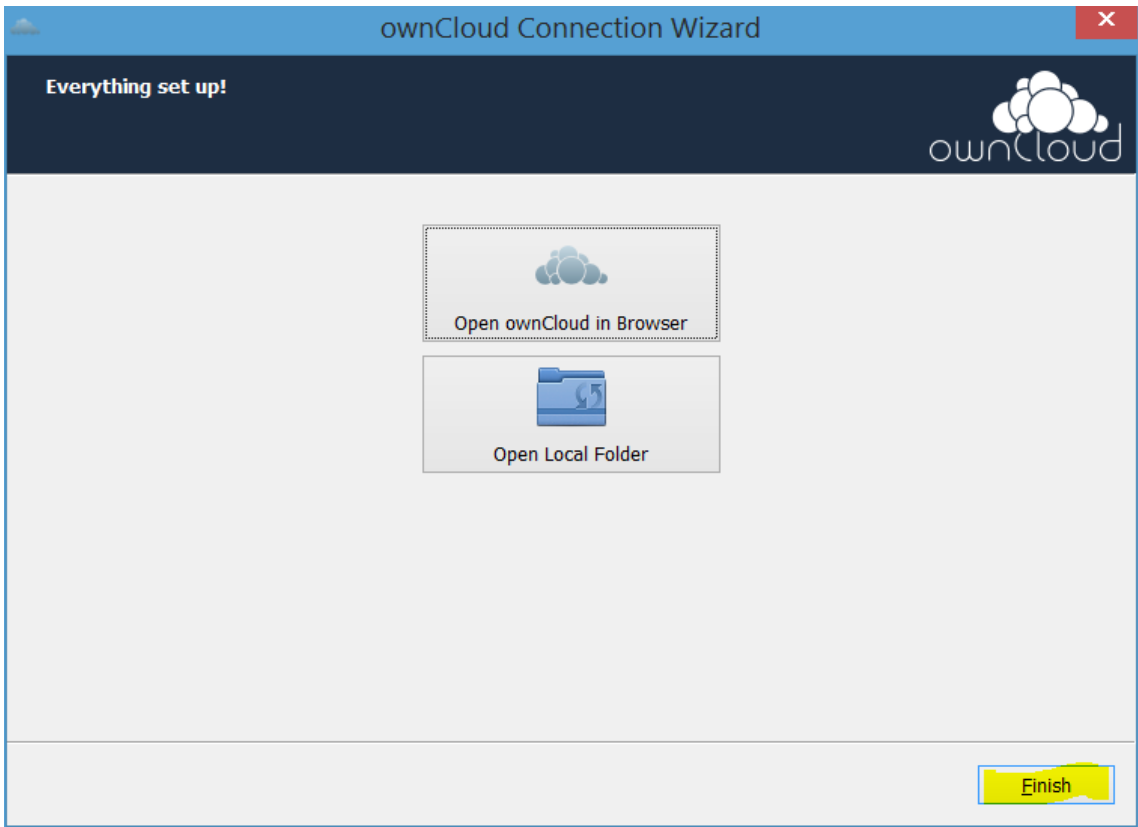 ownCloud Connection Wizard
Everything set up!
ownCloud
Open ownCloud in Browser
Open Local Folder
Finish